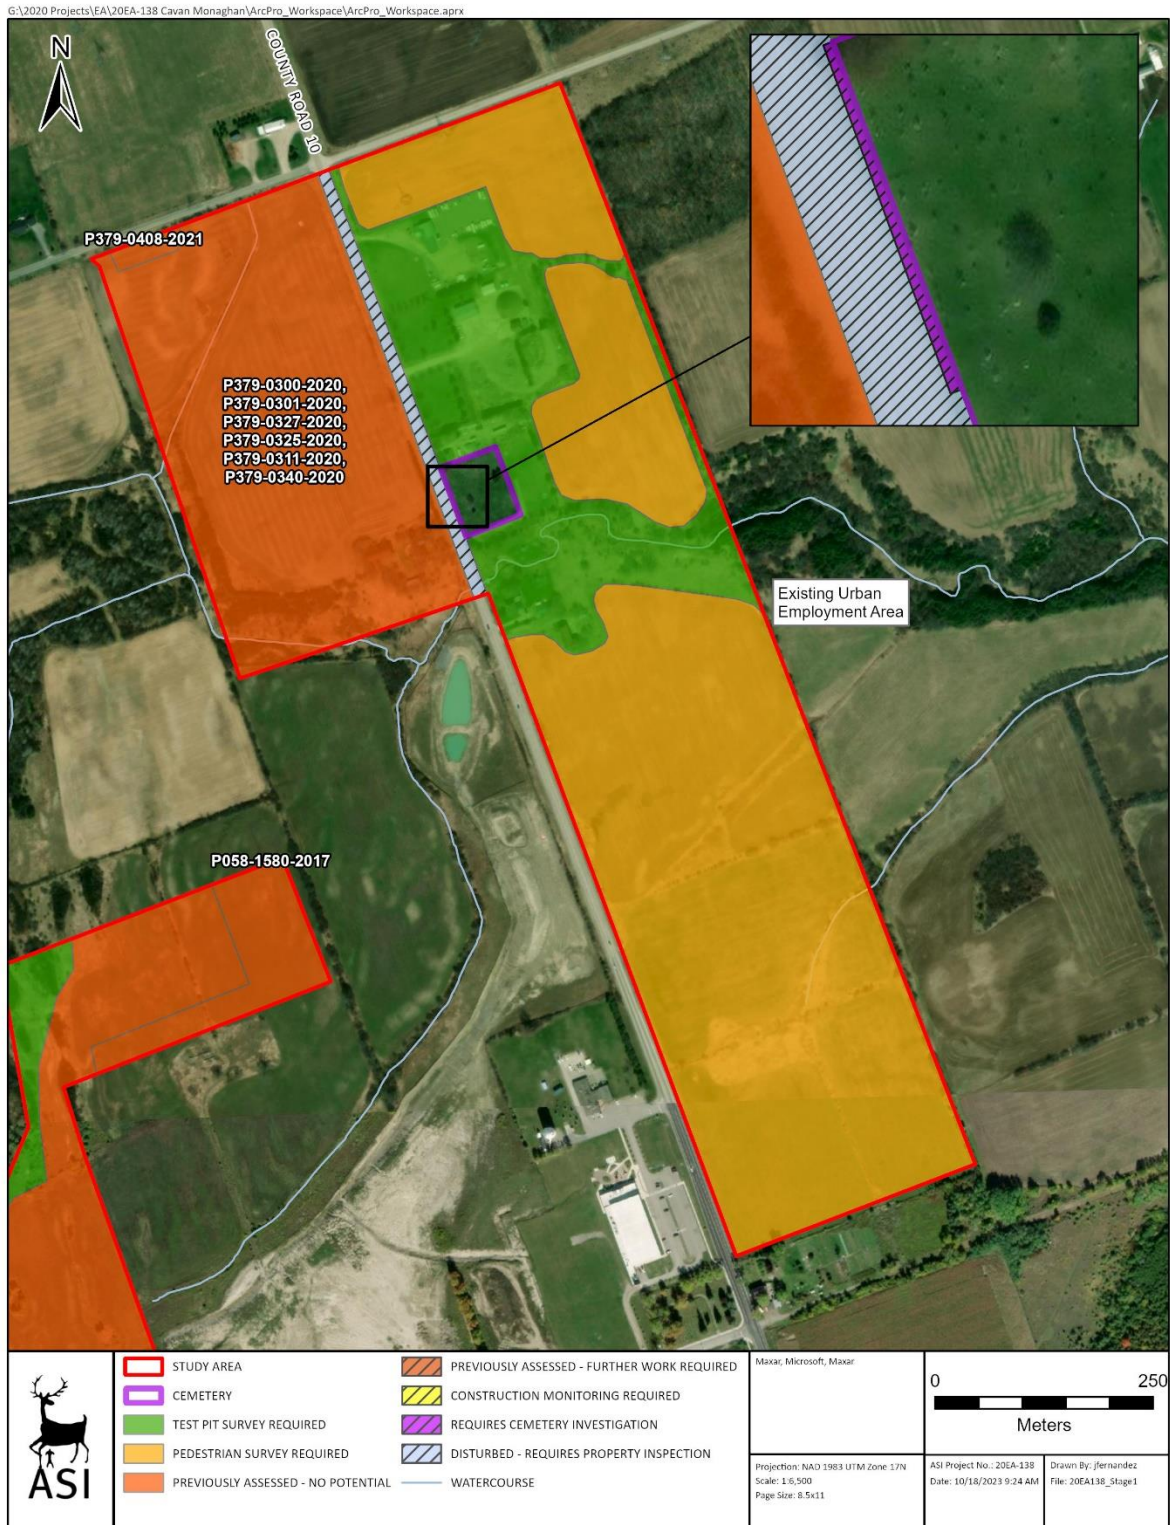 G:\2020 Projects\EA\20EA-138 Cavan Monaghan\ArcPro_Workspace\ArcPro_Workspace.aprx
N
COUNTY ROAD 10
P379-0408-2021
P379-0300-2020,
P379-0301-2020,
P379-0327-2020,
P379-0325-2020,
P379-0311-2020,
P379-0340-2020
Existing Urban
Employment Area
P058-1580-2017
ASI
STUDY AREA
CEMETERY
TEST PIT SURVEY REQUIRED
PEDESTRIAN SURVEY REQUIRED
PREVIOUSLY ASSESSED - NO POTENTIAL
PREVIOUSLY ASSESSED - FURTHER WORK REQUIRED
CONSTRUCTION MONITORING REQUIRED
REQUIRES CEMETERY INVESTIGATION
DISTURBED - REQUIRES PROPERTY INSPECTION
WATERCOURSE
Maxar, Microsoft, Maxar
0 250
Meters
Projection: NAD 1983 UTM Zone 17N
Scale: 1:6,500
Page Size: 8.5x11
ASI Project No.: 20EA-138
Date: 10/18/2023 9:24 AM
Drawn By: jfernandez
File: 20EA138_Stage1